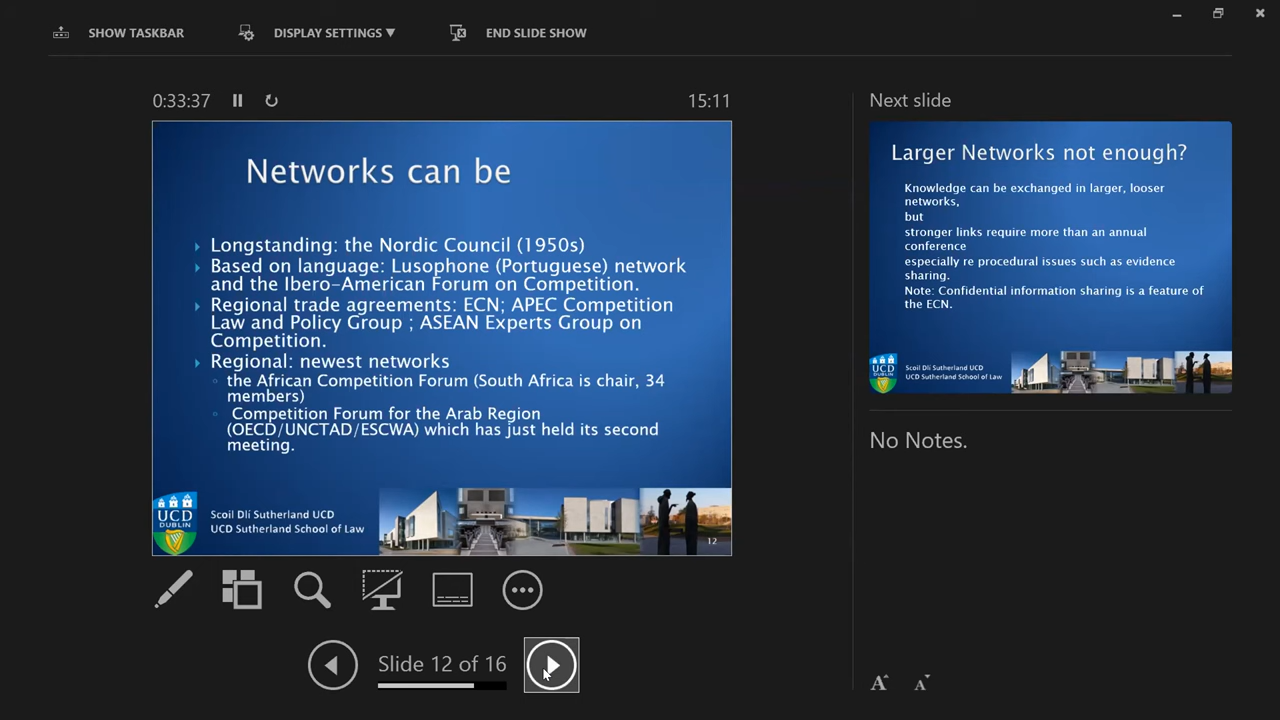 SHOW TASKBAR
DISPLAY SETTINGS ▼
END SLIDE SHOW
0:33:37
15:11
Networks can be
Longstanding: the Nordic Council (1950s)
Based on language: Lusophone (Portuguese) network
and the Ibero-American Forum on Competition.
Regional trade agreements: ECN; APEC Competition
Law and Policy Group ; ASEAN Experts Group on
Competition.
Regional: newest networks
the African Competition Forum (South Africa is chair, 34
members)
Competition Forum for the Arab Region
(OECD/UNCTAD/ESCWA) which has just held its second
meeting.
UCD
DUBLIN
Scoil Dlí Sutherland UCD
UCD Sutherland School of Law
12
Slide 12 of 16
Next slide
Larger Networks not enough?
Knowledge can be exchanged in larger, looser
networks,
but
stronger links require more than an annual
conference
especially re procedural issues such as evidence
sharing.
Note: Confidential information sharing is a feature of
the ECN.
UCD
DUBLIN
Scoil Dlí Sutherland UCD
UCD Sutherland School of Law
No Notes.
A
A